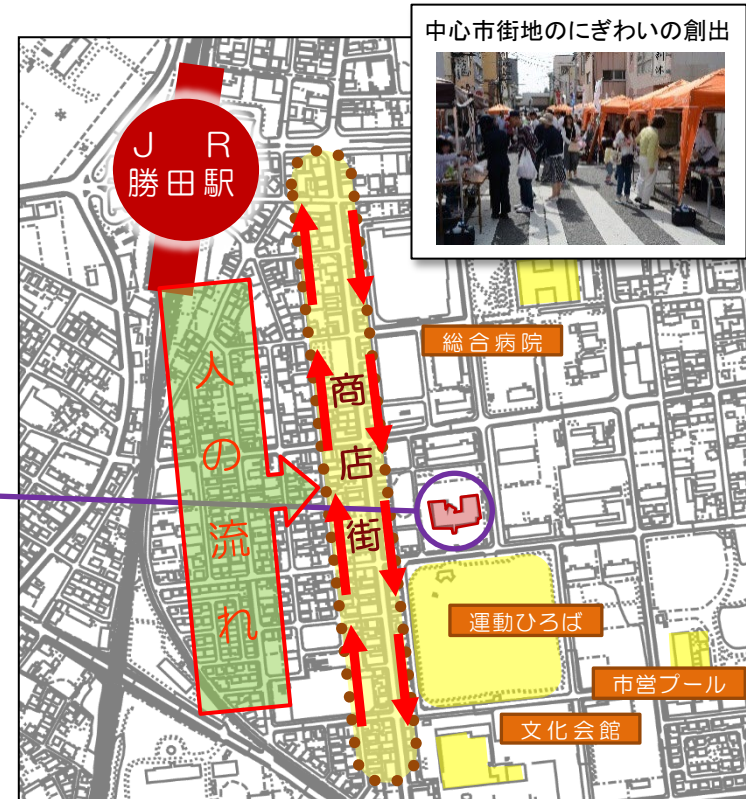 中心市街地のにぎわいの創出
JR
勝田駅
総合病院
人の流れ
商店街
運動ひろば
市営プール
文化会館